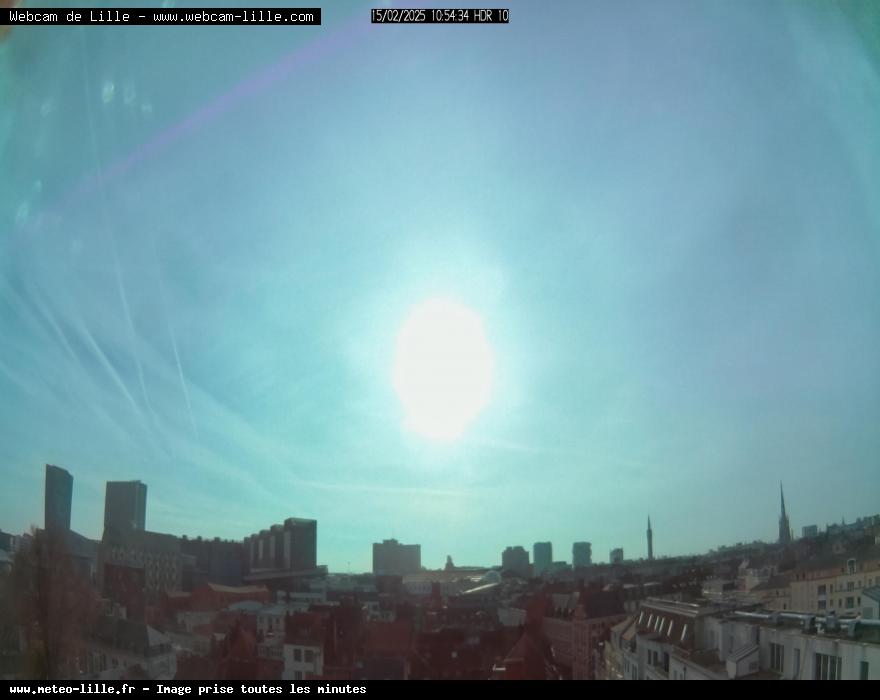 Webcam de Lille - www.webcam-lille.com
15/02/2025 10:54:34 HDR 10
www.meteo-lille.fr - Image prise toutes les minutes